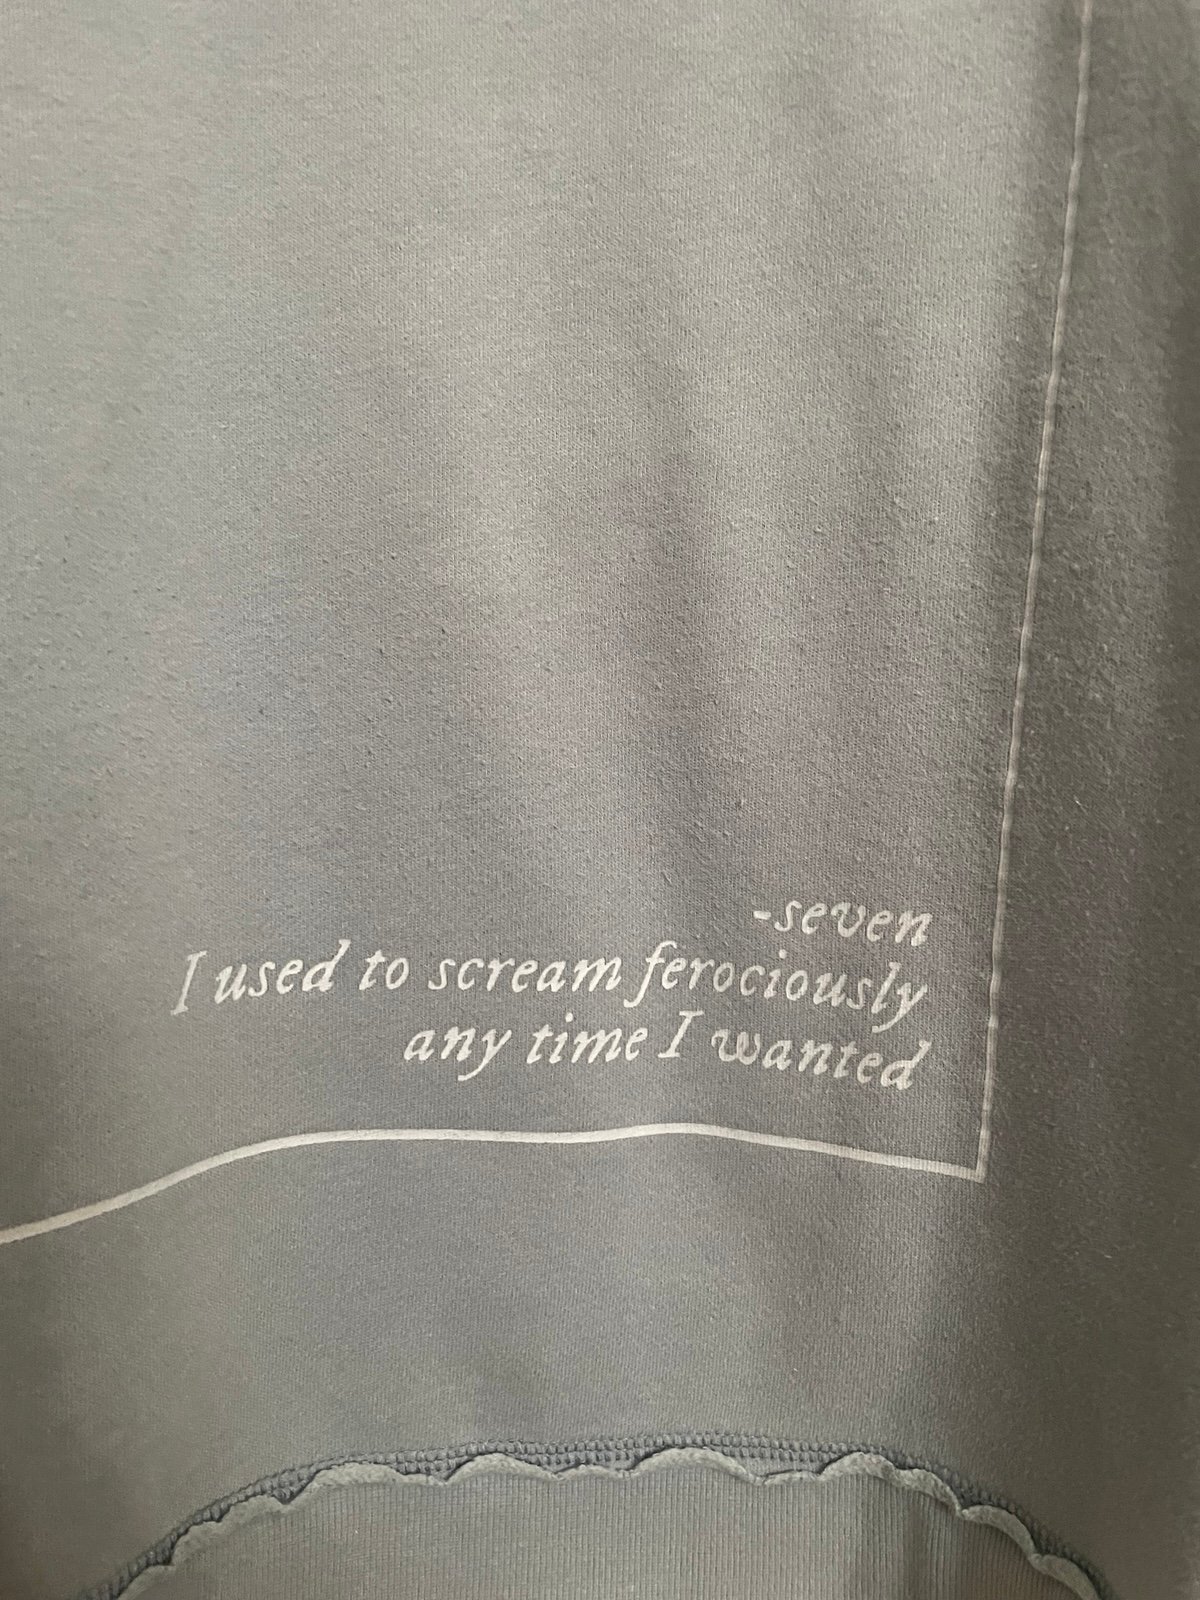 -seven
I used to scream ferociously
any time I wanted